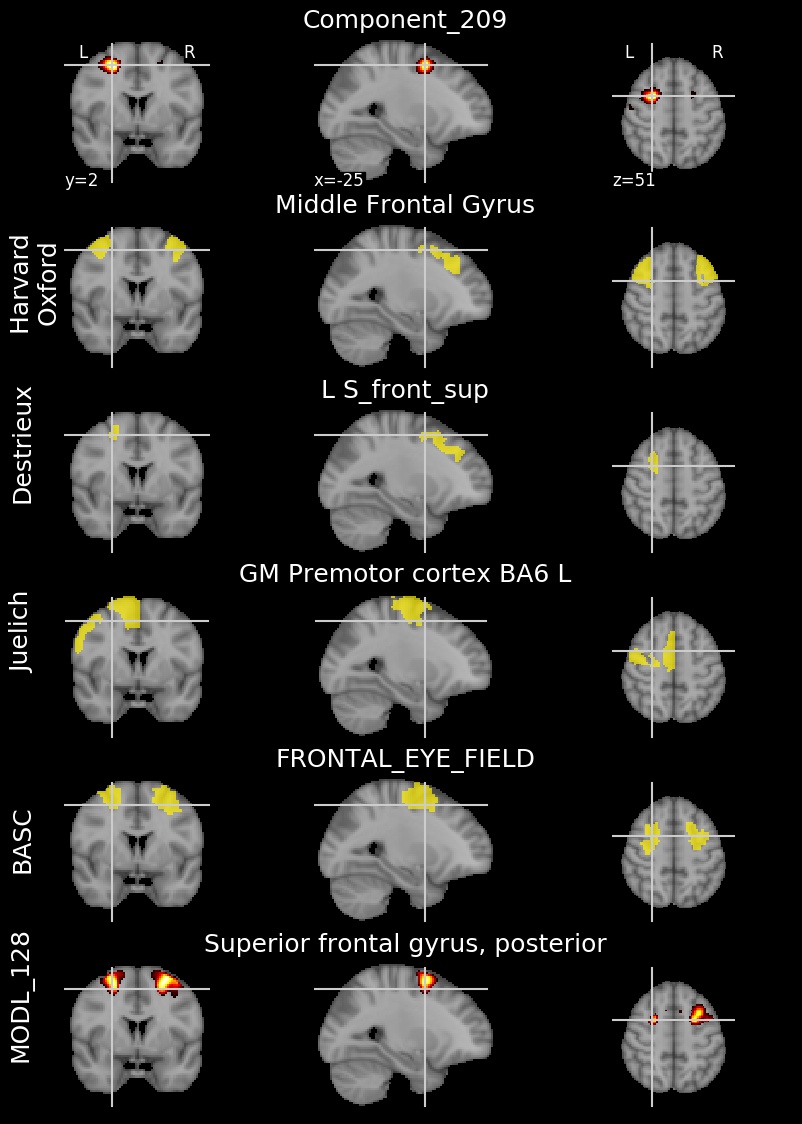 Component_209
L R
L R
y=2
x=-25
z=51
Middle Frontal Gyrus
Harvard
Oxford
L S_front_sup
Destrieux
GM Premotor cortex BA6 L
Juelich
FRONTAL_EYE_FIELD
BASC
Superior frontal gyrus, posterior
MODL_128